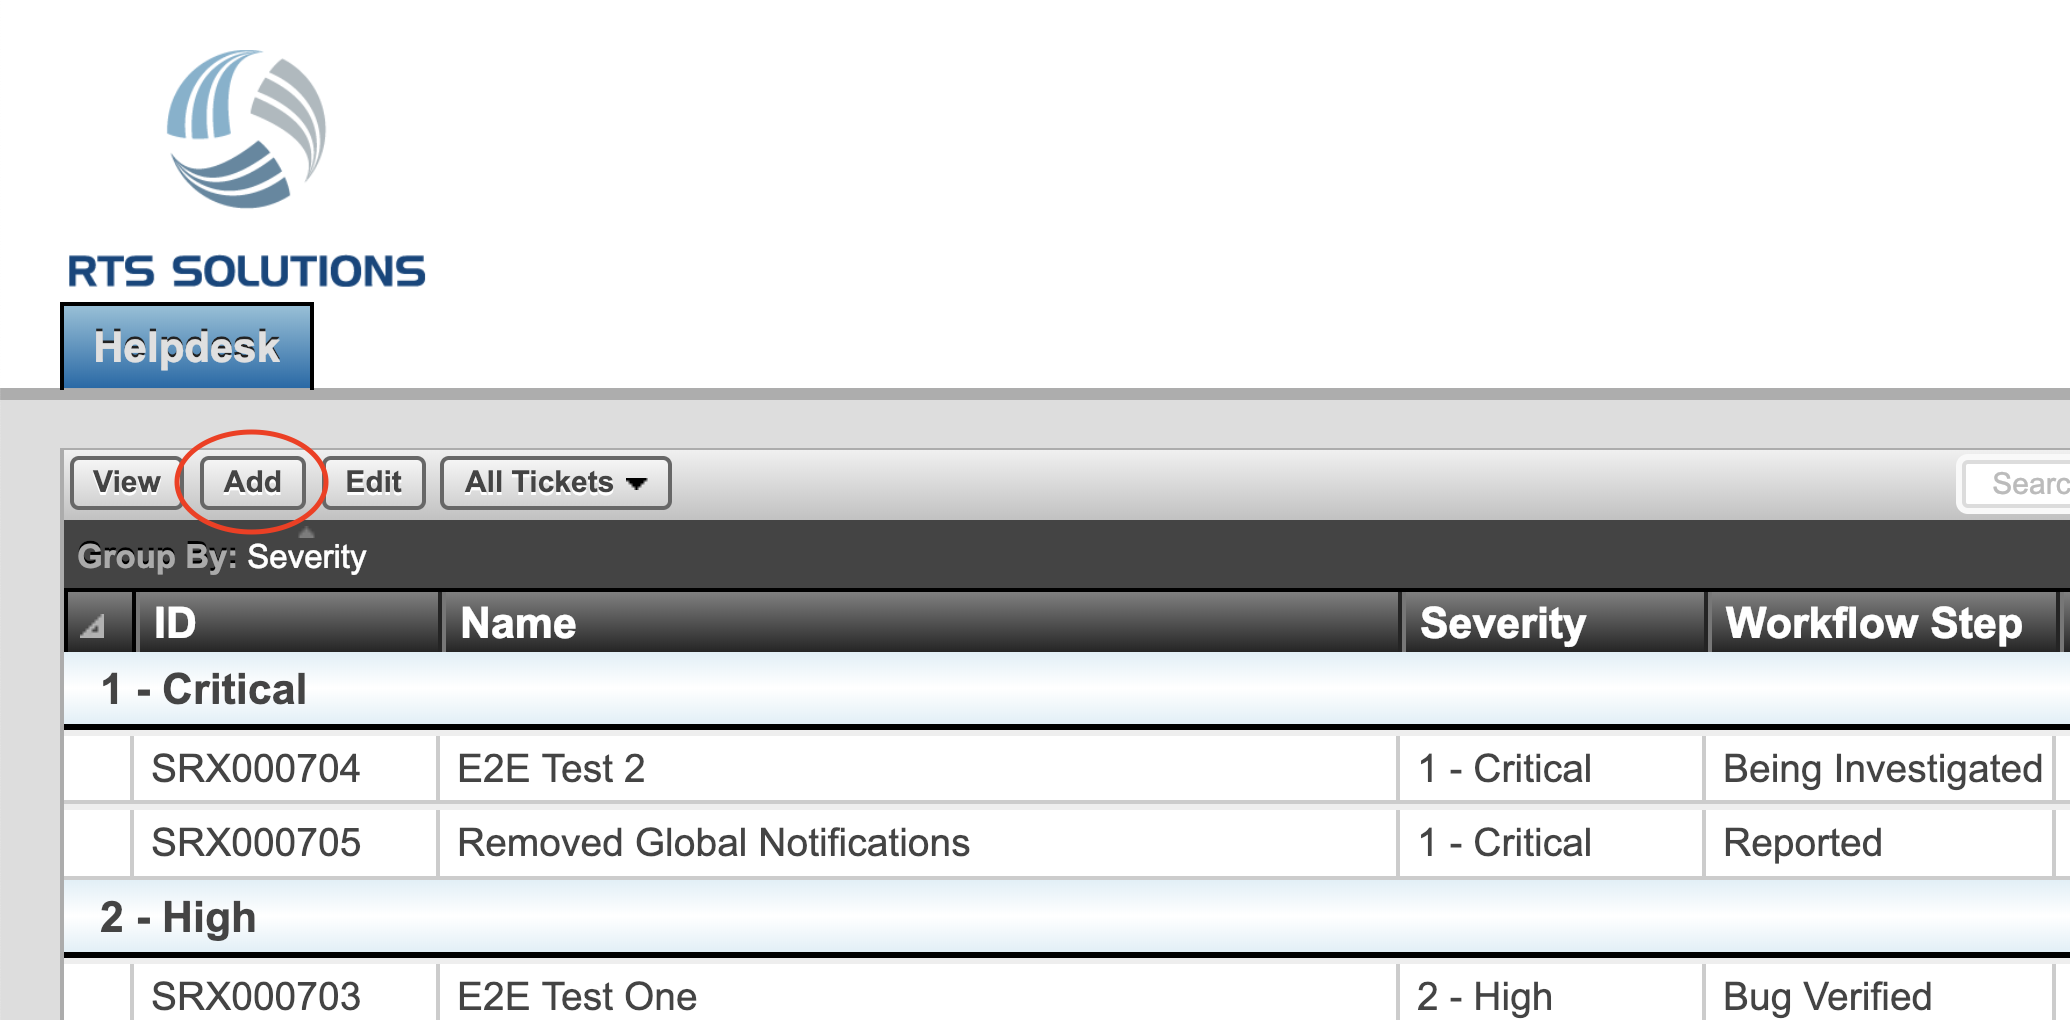 RTS SOLUTIONS
Helpdesk
View Add Edit All Tickets Searc
Group By: Severity
ID Name Severity Workflow Step
1 - Critical
SRX000704 E2E Test 2 1 - Critical Being Investigated
SRX000705 Removed Global Notifications 1 - Critical Reported
2 - High
SRX000703 E2E Test One 2 - High Bug Verified